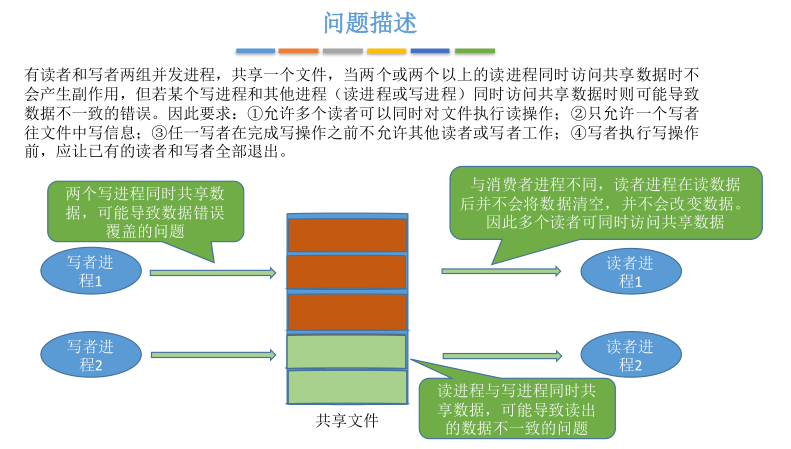 问题描述
有读者和写者两组并发进程，共享一个文件，当两个或两个以上的读进程同时访问共享数据时不
会产生副作用，但若某个写进程和其他进程（读进程或写进程）同时访问共享数据时则可能导致
数据不一致的错误。因此要求：①允许多个读者可以同时对文件执行读操作；②只允许一个写者
往文件中写信息；③任一写者在完成写操作之前不允许其他读者或写者工作；④写者执行写操作
前，应让已有的读者和写者全部退出。
两个写进程同时共享数
据，可能导致数据错误
覆盖的问题
与消费者进程不同，读者进程在读数据
后并不会将数据清空，并不会改变数据。
因此多个读者可同时访问共享数据
写者进
程1
读者进
程1
写者进
程2
读者进
程2
读进程与写进程同时共
享数据，可能导致读出
的数据不一致的问题
共享文件